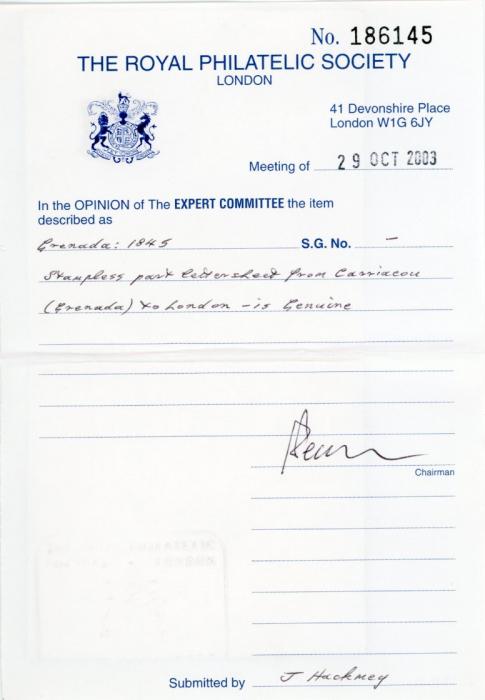 No. 186145
THE ROYAL PHILATELIC SOCIETY
LONDON
41 Devonshire Place
London W1G 6JY
Meeting of 29 OCT 2003
In the OPINION of The EXPERT COMMITTEE the item
described as
Grenada: 1845 S.G. No. –
Stampless part lettersheet from Carriacou
(Grenada) to London – is Genuine
Chairman
Submitted by J Hackmey